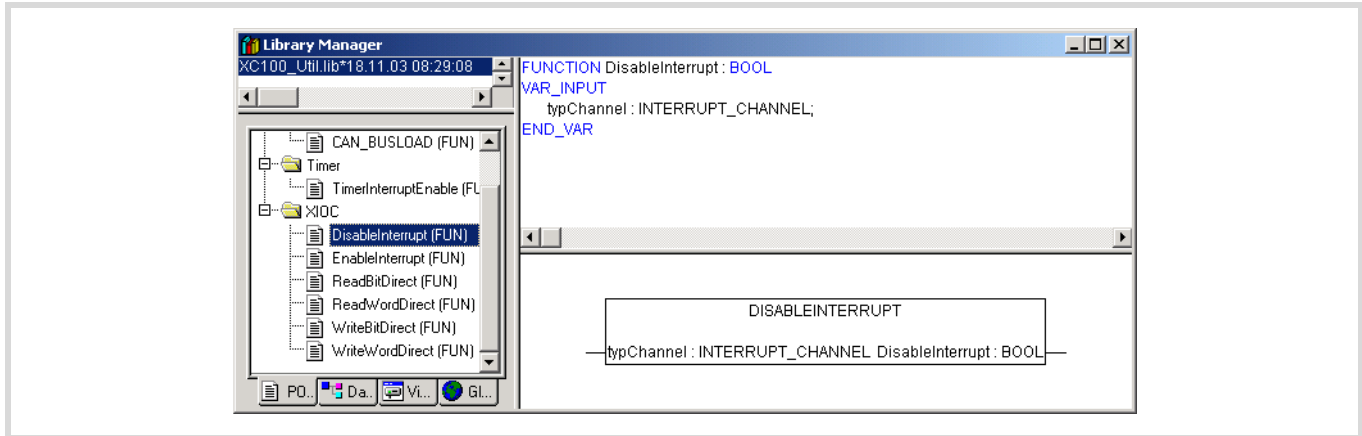 Library Manager
XC100_Util.lib*18.11.03 08:29:08
FUNCTION DisableInterrupt : BOOL
VAR_INPUT
typChannel : INTERRUPT_CHANNEL;
END_VAR
CAN_BUSLOAD (FUN)
Timer
TimerInterruptEnable (FU
XIOC
DisableInterrupt (FUN)
EnableInterrupt (FUN)
ReadBitDirect (FUN)
ReadWordDirect (FUN)
WriteBitDirect (FUN)
WriteWordDirect (FUN)
PO.. Da.. Vi... Gl...
DISABLEINTERRUPT
typChannel : INTERRUPT_CHANNEL DisableInterrupt : BOOL